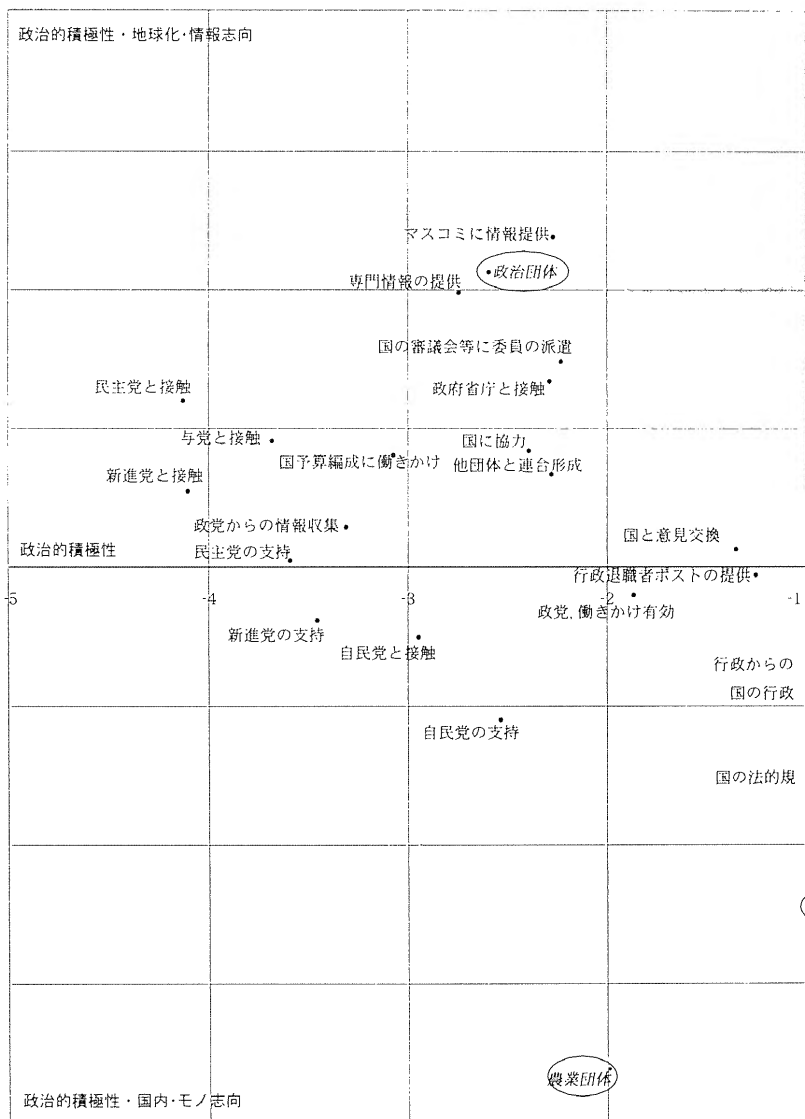 政治的積極性・地球化・情報志向
マスコミに情報提供
政治団体
専門情報の提供
国の審議会等に委員の派遣
民主党と接触
政府省庁と接触
与党と接触
国に協力
国予算編成に働きかけ
他団体と連合形成
新進党と接触
政党からの情報収集
国と意見交換
政治的積極性
民主党の支持
行政退職者ポストの提供
-5
-4
-3
-2
-1
政党,働きかけ有効
新進党の支持
自民党と接触
行政からの
国の行政
自民党の支持
国の法的規
農業団体
政治的積極性・国内・モノ志向